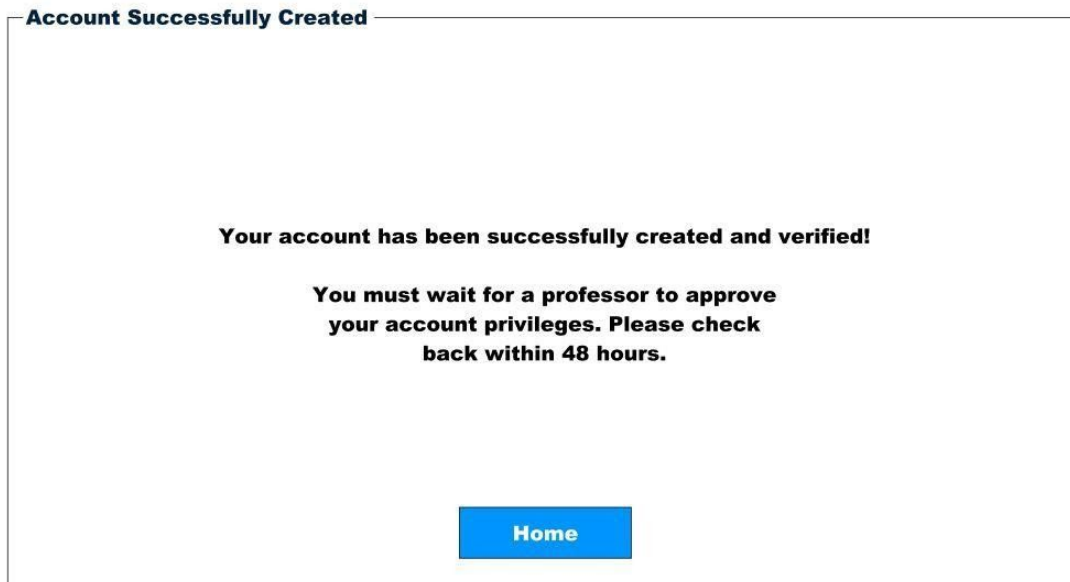 Account Successfully Created
Your account has been successfully created and verified!
You must wait for a professor to approve
your account privileges. Please check
back within 48 hours.
Home